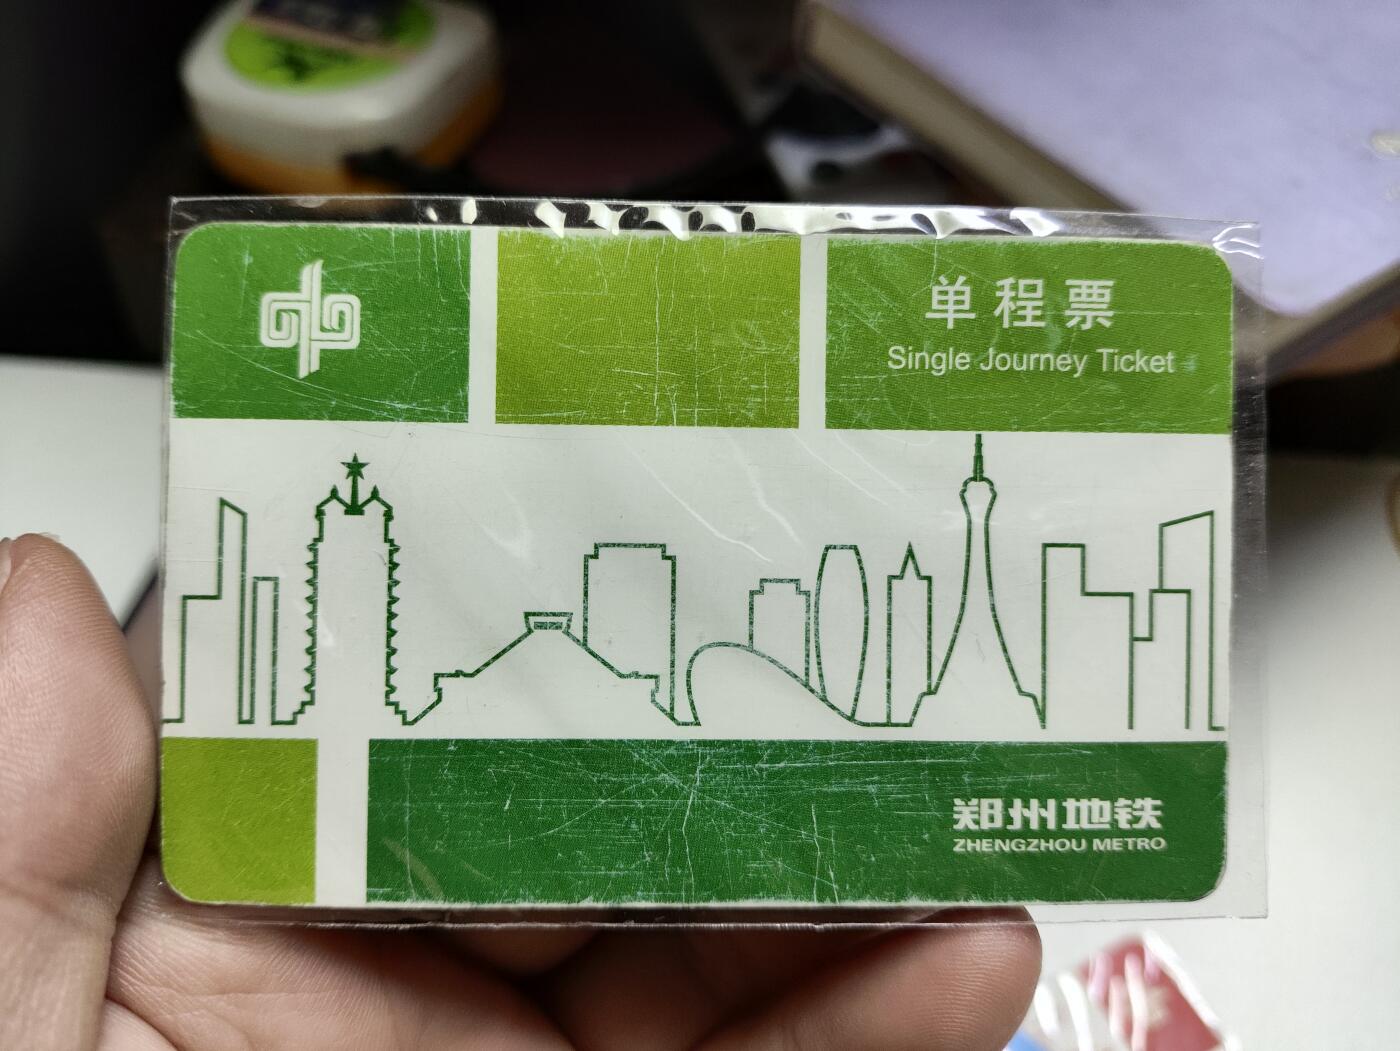 单程票
Single Journey Ticket
郑州地铁
ZHENGZHOU METRO